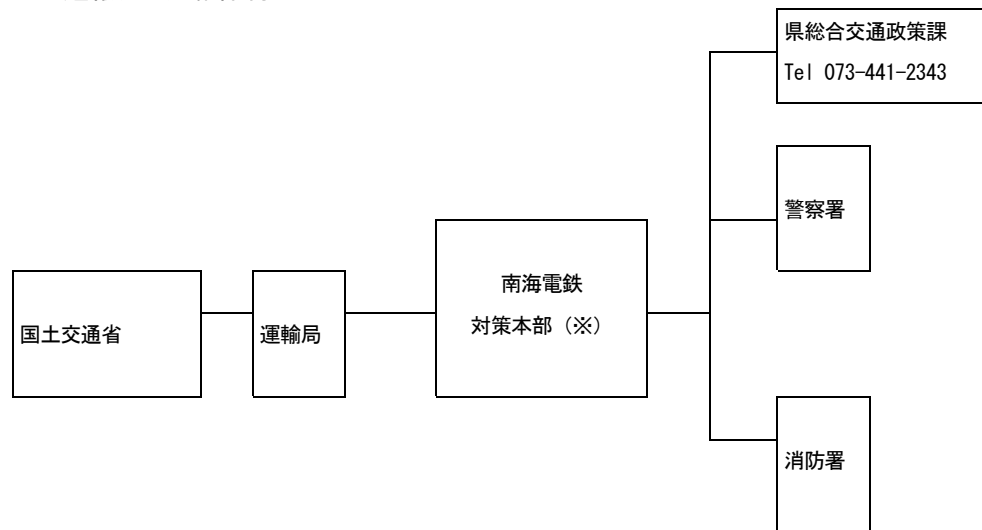 県総合交通政策課
Tel 073-441-2343
警察署
南海電鉄
対策本部（※）
国土交通省
運輸局
消防署